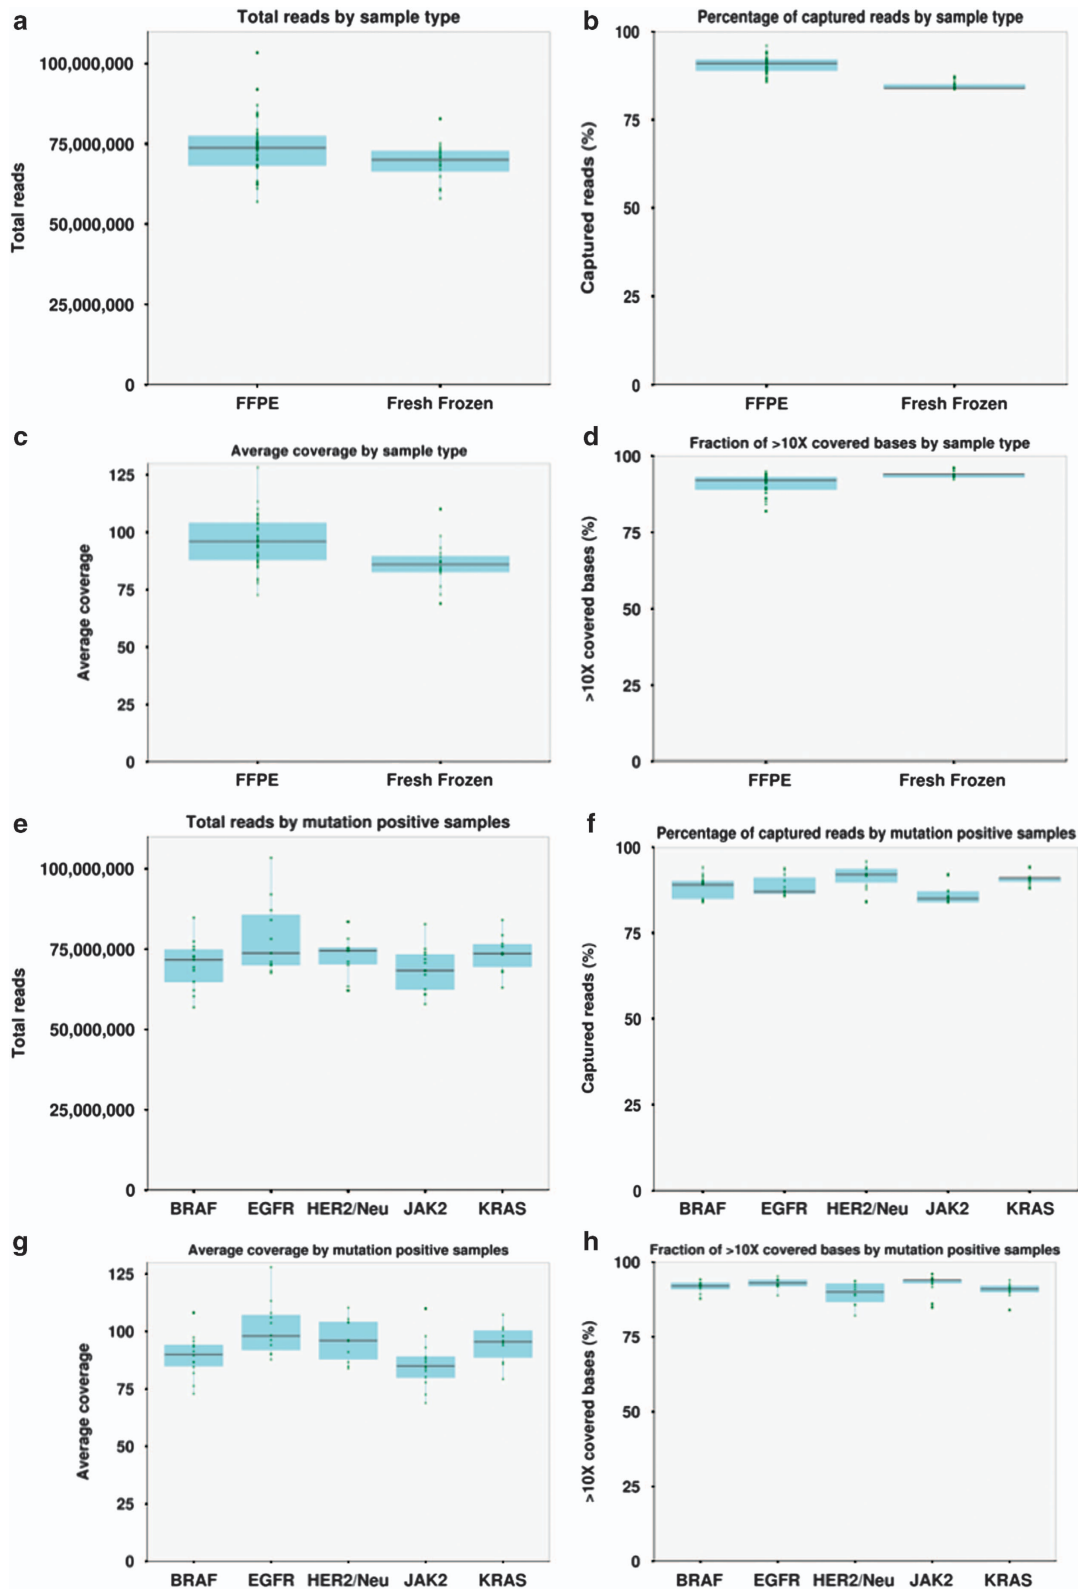 a
Total reads by sample type
100,000,000
75,000,000
50,000,000
25,000,000
0
Total reads
FFPE Fresh Frozen
b
Percentage of captured reads by sample type
100
75
50
25
0
Captured reads (%)
FFPE Fresh Frozen
c
Average coverage by sample type
125
100
75
50
25
0
Average coverage
FFPE Fresh Frozen
d
Fraction of >10X covered bases by sample type
100
75
50
25
0
>10X covered bases (%)
FFPE Fresh Frozen
e
Total reads by mutation positive samples
100,000,000
75,000,000
50,000,000
25,000,000
0
Total reads
BRAF EGFR HER2/Neu JAK2 KRAS
f
Percentage of captured reads by mutation positive samples
100
75
50
25
0
Captured reads (%)
BRAF EGFR HER2/Neu JAK2 KRAS
g
Average coverage by mutation positive samples
125
100
75
50
25
0
Average coverage
BRAF EGFR HER2/Neu JAK2 KRAS
h
Fraction of >10X covered bases by mutation positive samples
100
75
50
25
0
>10X covered bases (%)
BRAF EGFR HER2/Neu JAK2 KRAS